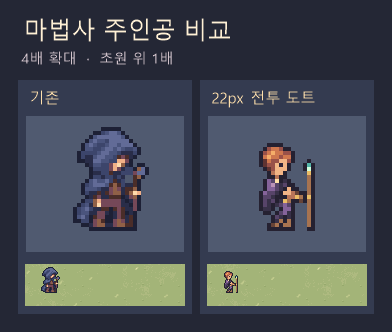 마법사 주인공 비교
4배 확대 · 초원 위 1배
기존
22px 전투 도트